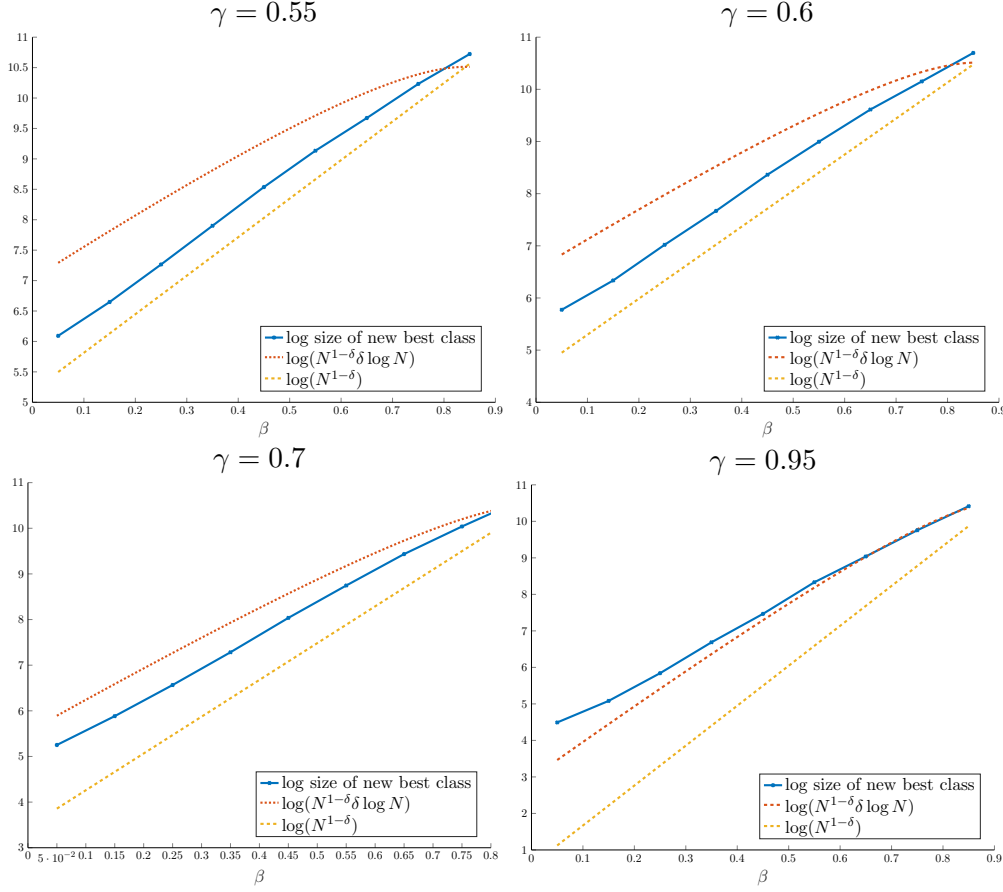 γ = 0.55
11
10.5
10
9.5
9
8.5
8
7.5
7
6.5
6
5.5
5
0 0.1 0.2 0.3 0.4 0.5 0.6 0.7 0.8 0.9
β
log size of new best class
log(N^{1−δ}δ log N)
log(N^{1−δ})
γ = 0.6
11
10
9
8
7
6
5
4
0 0.1 0.2 0.3 0.4 0.5 0.6 0.7 0.8 0.9
β
log size of new best class
log(N^{1−δ}δ log N)
log(N^{1−δ})
γ = 0.7
11
10
9
8
7
6
5
4
3
0 5 · 10^{−2} 0.1 0.15 0.2 0.25 0.3 0.35 0.4 0.45 0.5 0.55 0.6 0.65 0.7 0.75 0.8
β
log size of new best class
log(N^{1−δ}δ log N)
log(N^{1−δ})
γ = 0.95
11
10
9
8
7
6
5
4
3
2
1
0 0.1 0.2 0.3 0.4 0.5 0.6 0.7 0.8 0.9
β
log size of new best class
log(N^{1−δ}δ log N)
log(N^{1−δ})